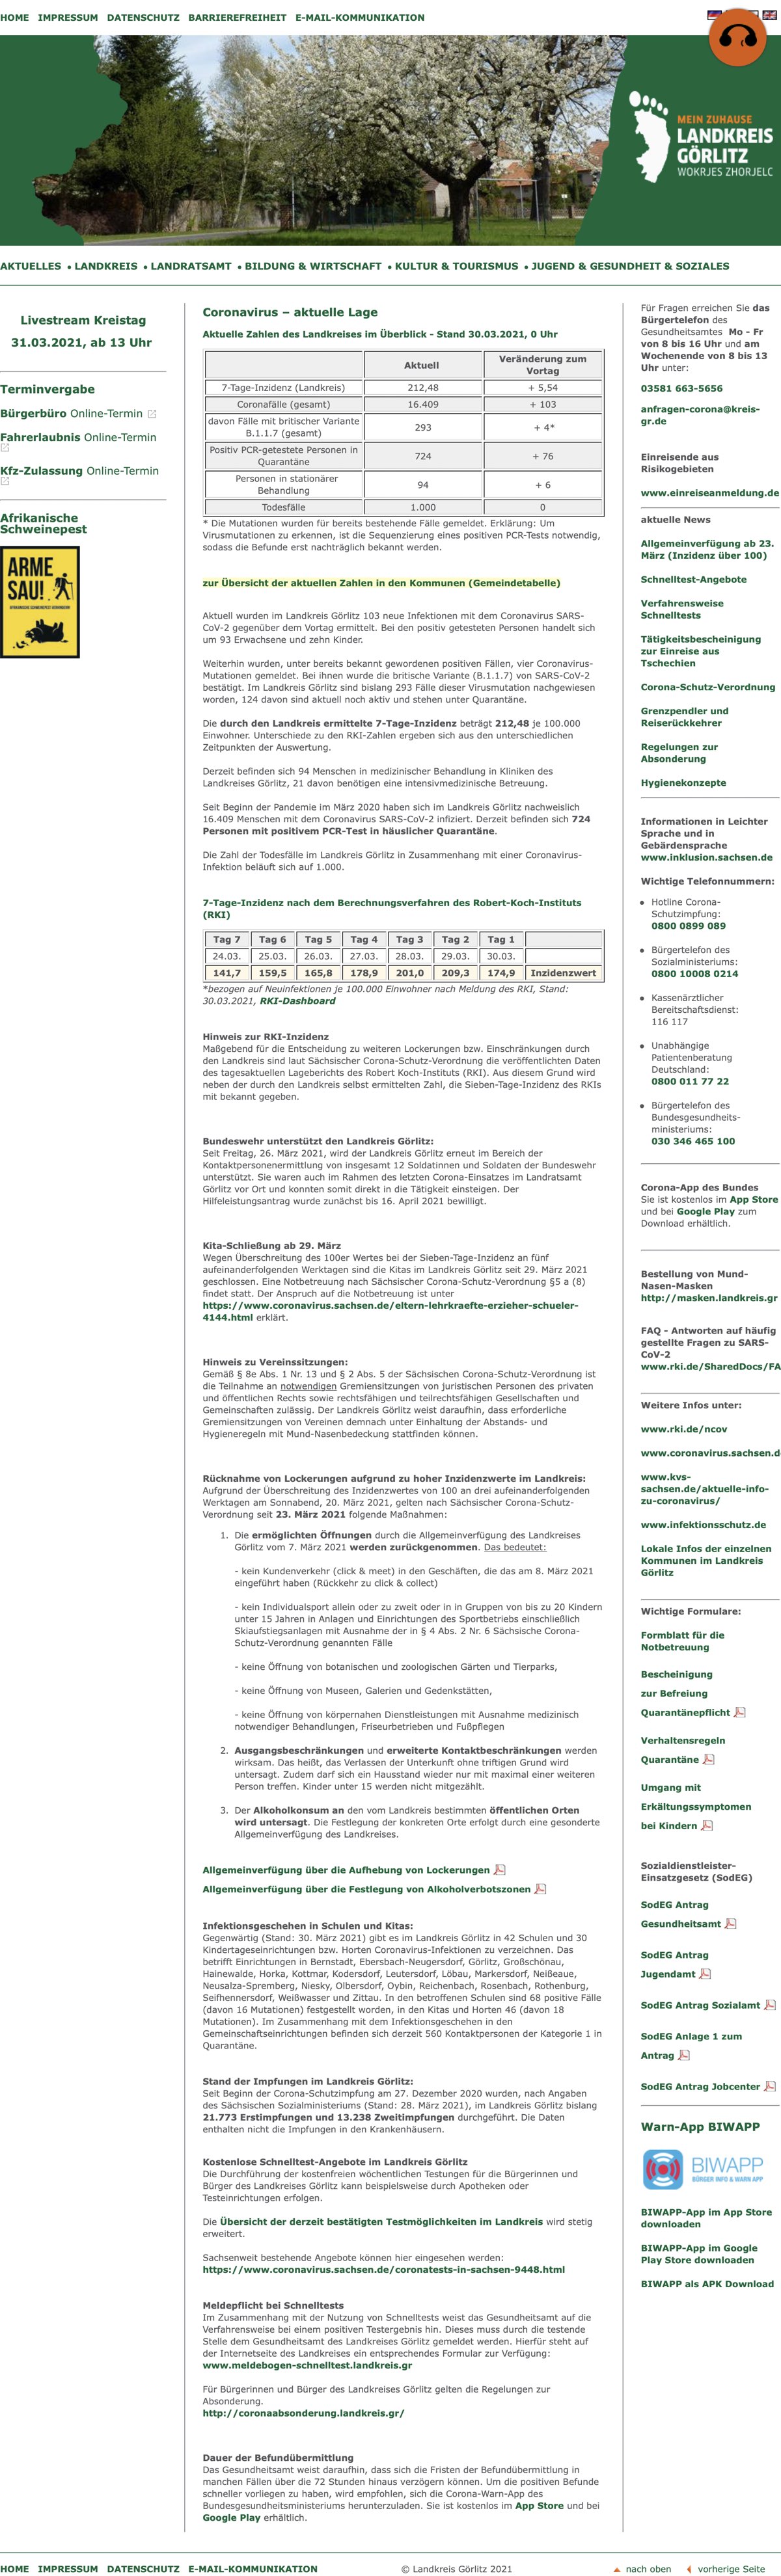 HOME IMPRESSUM DATENSCHUTZ BARRIEREFREIHEIT E-MAIL-KOMMUNIKATION
MEIN ZUHAUSE
LANDKREIS
GÖRLITZ
WOKRJES ZHORJELC
AKTUELLES • LANDKREIS • LANDRATSAMT • BILDUNG & WIRTSCHAFT • KULTUR & TOURISMUS • JUGEND & GESUNDHEIT & SOZIALES
Livestream Kreistag
31.03.2021, ab 13 Uhr
Terminvergabe
Bürgerbüro Online-Termin
Fahrerlaubnis Online-Termin
Kfz-Zulassung Online-Termin
Afrikanische
Schweinepest
ARME
SAU!
Coronavirus – aktuelle Lage
Aktuelle Zahlen des Landkreises im Überblick - Stand 30.03.2021, 0 Uhr
Aktuell Veränderung zum
Vortag
7-Tage-Inzidenz (Landkreis) 212,48 + 5,54
Coronafälle (gesamt) 16.409 + 103
davon Fälle mit britischer Variante
B.1.1.7 (gesamt) 293 + 4*
Positiv PCR-getestete Personen in
Quarantäne 724 + 76
Personen in stationärer
Behandlung 94 + 6
Todesfälle 1.000 0
* Die Mutationen wurden für bereits bestehende Fälle gemeldet. Erklärung: Um
Virusmutationen zu erkennen, ist die Sequenzierung eines positiven PCR-Tests notwendig,
sodass die Befunde erst nachträglich bekannt werden.
zur Übersicht der aktuellen Zahlen in den Kommunen (Gemeindetabelle)
Aktuell wurden im Landkreis Görlitz 103 neue Infektionen mit dem Coronavirus SARS-
CoV-2 gegenüber dem Vortag ermittelt. Bei den positiv getesteten Personen handelt sich
um 93 Erwachsene und zehn Kinder.
Weiterhin wurden, unter bereits bekannt gewordenen positiven Fällen, vier Coronavirus-
Mutationen gemeldet. Bei ihnen wurde die britische Variante (B.1.1.7) von SARS-CoV-2
bestätigt. Im Landkreis Görlitz sind bislang 293 Fälle dieser Virusmutation nachgewiesen
worden, 124 davon sind aktuell noch aktiv und stehen unter Quarantäne.
Die durch den Landkreis ermittelte 7-Tage-Inzidenz beträgt 212,48 je 100.000
Einwohner. Unterschiede zu den RKI-Zahlen ergeben sich aus den unterschiedlichen
Zeitpunkten der Auswertung.
Derzeit befinden sich 94 Menschen in medizinischer Behandlung in Kliniken des
Landkreises Görlitz, 21 davon benötigen eine intensivmedizinische Betreuung.
Seit Beginn der Pandemie im März 2020 haben sich im Landkreis Görlitz nachweislich
16.409 Menschen mit dem Coronavirus SARS-CoV-2 infiziert. Derzeit befinden sich 724
Personen mit positivem PCR-Test in häuslicher Quarantäne.
Die Zahl der Todesfälle im Landkreis Görlitz in Zusammenhang mit einer Coronavirus-
Infektion beläuft sich auf 1.000.
7-Tage-Inzidenz nach dem Berechnungsverfahren des Robert-Koch-Instituts
(RKI)
Tag 7 Tag 6 Tag 5 Tag 4 Tag 3 Tag 2 Tag 1
24.03. 25.03. 26.03. 27.03. 28.03. 29.03. 30.03.
141,7 159,5 165,8 178,9 201,0 209,3 174,9 Inzidenzwert
*bezogen auf Neuinfektionen je 100.000 Einwohner nach Meldung des RKI, Stand:
30.03.2021, RKI-Dashboard
Hinweis zur RKI-Inzidenz
Maßgebend für die Entscheidung zu weiteren Lockerungen bzw. Einschränkungen durch
den Landkreis sind laut Sächsischer Corona-Schutz-Verordnung die veröffentlichten Daten
des tagesaktuellen Lageberichts des Robert Koch-Instituts (RKI). Aus diesem Grund wird
neben der durch den Landkreis selbst ermittelten Zahl, die Sieben-Tage-Inzidenz des RKIs
mit bekannt gegeben.
Bundeswehr unterstützt den Landkreis Görlitz:
Seit Freitag, 26. März 2021, wird der Landkreis Görlitz erneut im Bereich der
Kontaktpersonenermittlung von insgesamt 12 Soldatinnen und Soldaten der Bundeswehr
unterstützt. Sie waren auch im Rahmen des letzten Corona-Einsatzes im Landratsamt
Görlitz vor Ort und konnten somit direkt in die Tätigkeit einsteigen. Der
Hilfeleistungsantrag wurde zunächst bis 16. April 2021 bewilligt.
Kita-Schließung ab 29. März
Wegen Überschreitung des 100er Wertes bei der Sieben-Tage-Inzidenz an fünf
aufeinanderfolgenden Werktagen sind die Kitas im Landkreis Görlitz seit 29. März 2021
geschlossen. Eine Notbetreuung nach Sächsischer Corona-Schutz-Verordnung §5 a (8)
findet statt. Der Anspruch auf die Notbetreuung ist unter
https://www.coronavirus.sachsen.de/eltern-lehrkraefte-erzieher-schueler-
4144.html erklärt.
Hinweis zu Vereinssitzungen:
Gemäß § 8e Abs. 1 Nr. 13 und § 2 Abs. 5 der Sächsischen Corona-Schutz-Verordnung ist
die Teilnahme an notwendigen Gremiensitzungen von juristischen Personen des privaten
und öffentlichen Rechts sowie rechtsfähigen und teilrechtsfähigen Gesellschaften und
Gemeinschaften zulässig. Der Landkreis Görlitz weist daraufhin, dass erforderliche
Gremiensitzungen von Vereinen demnach unter Einhaltung der Abstands- und
Hygieneregeln mit Mund-Nasenbedeckung stattfinden können.
Rücknahme von Lockerungen aufgrund zu hoher Inzidenzwerte im Landkreis:
Aufgrund der Überschreitung des Inzidenzwertes von 100 an drei aufeinanderfolgenden
Werktagen am Sonnabend, 20. März 2021, gelten nach Sächsischer Corona-Schutz-
Verordnung seit 23. März 2021 folgende Maßnahmen:
1. Die ermöglichten Öffnungen durch die Allgemeinverfügung des Landkreises
Görlitz vom 7. März 2021 werden zurückgenommen. Das bedeutet:
- kein Kundenverkehr (click & meet) in den Geschäften, die das am 8. März 2021
eingeführt haben (Rückkehr zu click & collect)
- kein Individualsport allein oder zu zweit oder in in Gruppen von bis zu 20 Kindern
unter 15 Jahren in Anlagen und Einrichtungen des Sportbetriebs einschließlich
Skiaufstiegsanlagen mit Ausnahme der in § 4 Abs. 2 Nr. 6 Sächsische Corona-
Schutz-Verordnung genannten Fälle
- keine Öffnung von botanischen und zoologischen Gärten und Tierparks,
- keine Öffnung von Museen, Galerien und Gedenkstätten,
- keine Öffnung von körpernahen Dienstleistungen mit Ausnahme medizinisch
notwendiger Behandlungen, Friseurbetrieben und Fußpflegen
2. Ausgangsbeschränkungen und erweiterte Kontaktbeschränkungen werden
wirksam. Das heißt, das Verlassen der Unterkunft ohne triftigen Grund wird
untersagt. Zudem darf sich ein Hausstand wieder nur mit maximal einer weiteren
Person treffen. Kinder unter 15 werden nicht mitgezählt.
3. Der Alkoholkonsum an den vom Landkreis bestimmten öffentlichen Orten
wird untersagt. Die Festlegung der konkreten Orte erfolgt durch eine gesonderte
Allgemeinverfügung des Landkreises.
Allgemeinverfügung über die Aufhebung von Lockerungen
Allgemeinverfügung über die Festlegung von Alkoholverbotszonen
Infektionsgeschehen in Schulen und Kitas:
Gegenwärtig (Stand: 30. März 2021) gibt es im Landkreis Görlitz in 42 Schulen und 30
Kindertageseinrichtungen bzw. Horten Coronavirus-Infektionen zu verzeichnen. Das
betrifft Einrichtungen in Bernstadt, Ebersbach-Neugersdorf, Görlitz, Großschönau,
Hainewalde, Horka, Kottmar, Kodersdorf, Leutersdorf, Löbau, Markersdorf, Neißeaue,
Neusalza-Spremberg, Niesky, Olbersdorf, Oybin, Reichenbach, Rosenbach, Rothenburg,
Seifhennersdorf, Weißwasser und Zittau. In den betroffenen Schulen sind 68 positive Fälle
(davon 16 Mutationen) festgestellt worden, in den Kitas und Horten 46 (davon 18
Mutationen). Im Zusammenhang mit dem Infektionsgeschehen in den
Gemeinschaftseinrichtungen befinden sich derzeit 560 Kontaktpersonen der Kategorie 1 in
Quarantäne.
Stand der Impfungen im Landkreis Görlitz:
Seit Beginn der Corona-Schutzimpfung am 27. Dezember 2020 wurden, nach Angaben
des Sächsischen Sozialministeriums (Stand: 28. März 2021), im Landkreis Görlitz bislang
21.773 Erstimpfungen und 13.238 Zweitimpfungen durchgeführt. Die Daten
enthalten nicht die Impfungen in den Krankenhäusern.
Kostenlose Schnelltest-Angebote im Landkreis Görlitz
Die Durchführung der kostenfreien wöchentlichen Testungen für die Bürgerinnen und
Bürger des Landkreises Görlitz kann beispielsweise durch Apotheken oder
Testeinrichtungen erfolgen.
Die Übersicht der derzeit bestätigten Testmöglichkeiten im Landkreis wird stetig
erweitert.
Sachsenweit bestehende Angebote können hier eingesehen werden:
https://www.coronavirus.sachsen.de/coronatests-in-sachsen-9448.html
Meldepflicht bei Schnelltests
Im Zusammenhang mit der Nutzung von Schnelltests weist das Gesundheitsamt auf die
Verfahrensweise bei einem positiven Testergebnis hin. Dieses muss durch die testende
Stelle dem Gesundheitsamt des Landkreises Görlitz gemeldet werden. Hierfür steht auf
der Internetseite des Landkreises ein entsprechendes Formular zur Verfügung:
www.meldebogen-schnelltest.landkreis.gr
Für Bürgerinnen und Bürger des Landkreises Görlitz gelten die Regelungen zur
Absonderung.
http://coronaabsonderung.landkreis.gr/
Dauer der Befundübermittlung
Das Gesundheitsamt weist daraufhin, dass sich die Fristen der Befundübermittlung in
manchen Fällen über die 72 Stunden hinaus verzögern können. Um die positiven Befunde
schneller vorliegen zu haben, wird empfohlen, sich die Corona-Warn-App des
Bundesgesundheitsministeriums herunterzuladen. Sie ist kostenlos im App Store und bei
Google Play erhältlich.
Für Fragen erreichen Sie das
Bürgertelefon des
Gesundheitsamtes Mo - Fr
von 8 bis 16 Uhr und am
Wochenende von 8 bis 13
Uhr unter:
03581 663-5656
anfragen-corona@kreis-
gr.de
Einreisende aus
Risikogebieten
www.einreiseanmeldung.de
aktuelle News
Allgemeinverfügung ab 23.
März (Inzidenz über 100)
Schnelltest-Angebote
Verfahrensweise
Schnelltests
Tätigkeitsbescheinigung
zur Einreise aus
Tschechien
Corona-Schutz-Verordnung
Grenzpendler und
Reiserückkehrer
Regelungen zur
Absonderung
Hygienekonzepte
Informationen in Leichter
Sprache und in
Gebärdensprache
www.inklusion.sachsen.de
Wichtige Telefonnummern:
• Hotline Corona-
Schutzimpfung:
0800 0899 089
• Bürgertelefon des
Sozialministeriums:
0800 10008 0214
• Kassenärztlicher
Bereitschaftsdienst:
116 117
• Unabhängige
Patientenberatung
Deutschland:
0800 011 77 22
• Bürgertelefon des
Bundesgesundheits-
ministeriums:
030 346 465 100
Corona-App des Bundes
Sie ist kostenlos im App Store
und bei Google Play zum
Download erhältlich.
Bestellung von Mund-
Nasen-Masken
http://masken.landkreis.gr
FAQ - Antworten auf häufig
gestellte Fragen zu SARS-
CoV-2
www.rki.de/SharedDocs/FA
Weitere Infos unter:
www.rki.de/ncov
www.coronavirus.sachsen.d
www.kvs-
sachsen.de/aktuelle-info-
zu-coronavirus/
www.infektionsschutz.de
Lokale Infos der einzelnen
Kommunen im Landkreis
Görlitz
Wichtige Formulare:
Formblatt für die
Notbetreuung
Bescheinigung
zur Befreiung
Quarantänepflicht
Verhaltensregeln
Quarantäne
Umgang mit
Erkältungssymptomen
bei Kindern
Sozialdienstleister-
Einsatzgesetz (SodEG)
SodEG Antrag
Gesundheitsamt
SodEG Antrag
Jugendamt
SodEG Antrag Sozialamt
SodEG Anlage 1 zum
Antrag
SodEG Antrag Jobcenter
Warn-App BIWAPP
BIWAPP
BÜRGER INFO & WARN APP
BIWAPP-App im App Store
downloaden
BIWAPP-App im Google
Play Store downloaden
BIWAPP als APK Download
HOME IMPRESSUM DATENSCHUTZ E-MAIL-KOMMUNIKATION © Landkreis Görlitz 2021 nach oben vorherige Seite